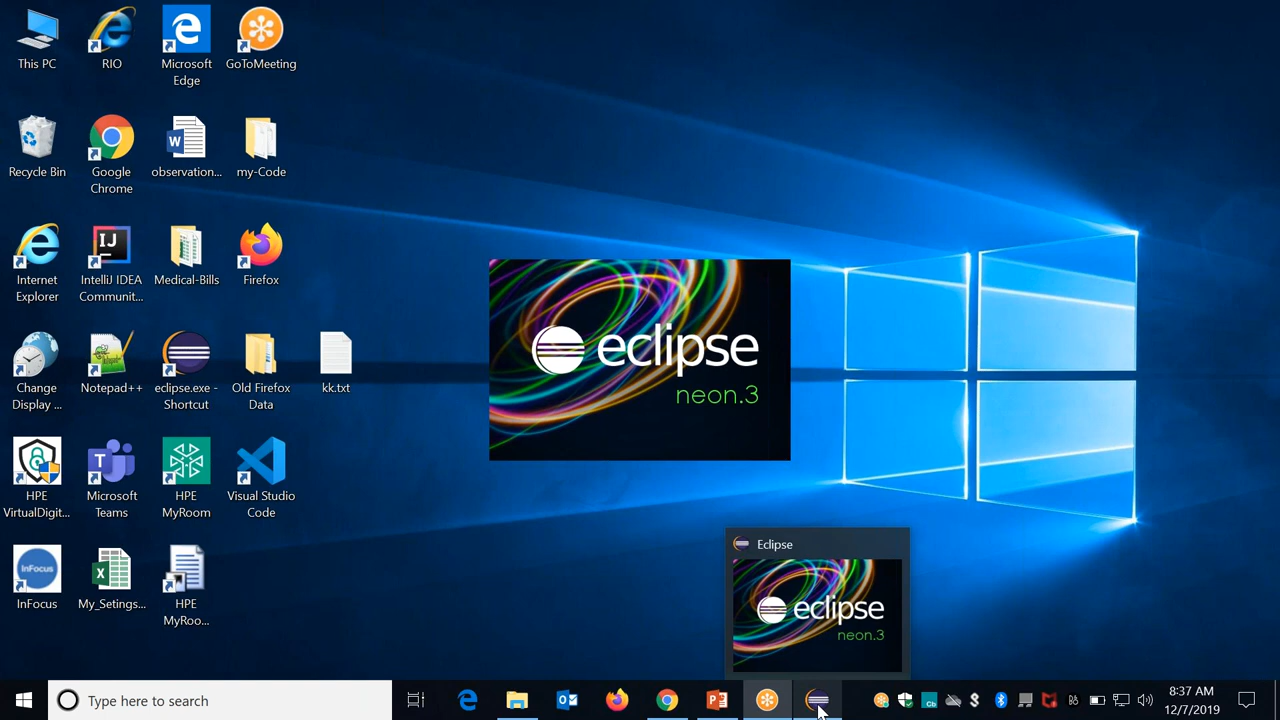 This PC
RIO
Microsoft
Edge
GoToMeeting
Recycle Bin
Google
Chrome
observation...
my-Code
Internet
Explorer
IntelliJ IDEA
Communit...
Medical-Bills
Firefox
Change
Display ...
Notepad++
eclipse.exe -
Shortcut
Old Firefox
Data
kk.txt
HPE
VirtualDigit...
Microsoft
Teams
HPE
MyRoom
Visual Studio
Code
InFocus
InFocus
My_Setings...
HPE
MyRoo...
eclipse
neon.3
Eclipse
eclipse
neon.3
Type here to search
8:37 AM
12/7/2019